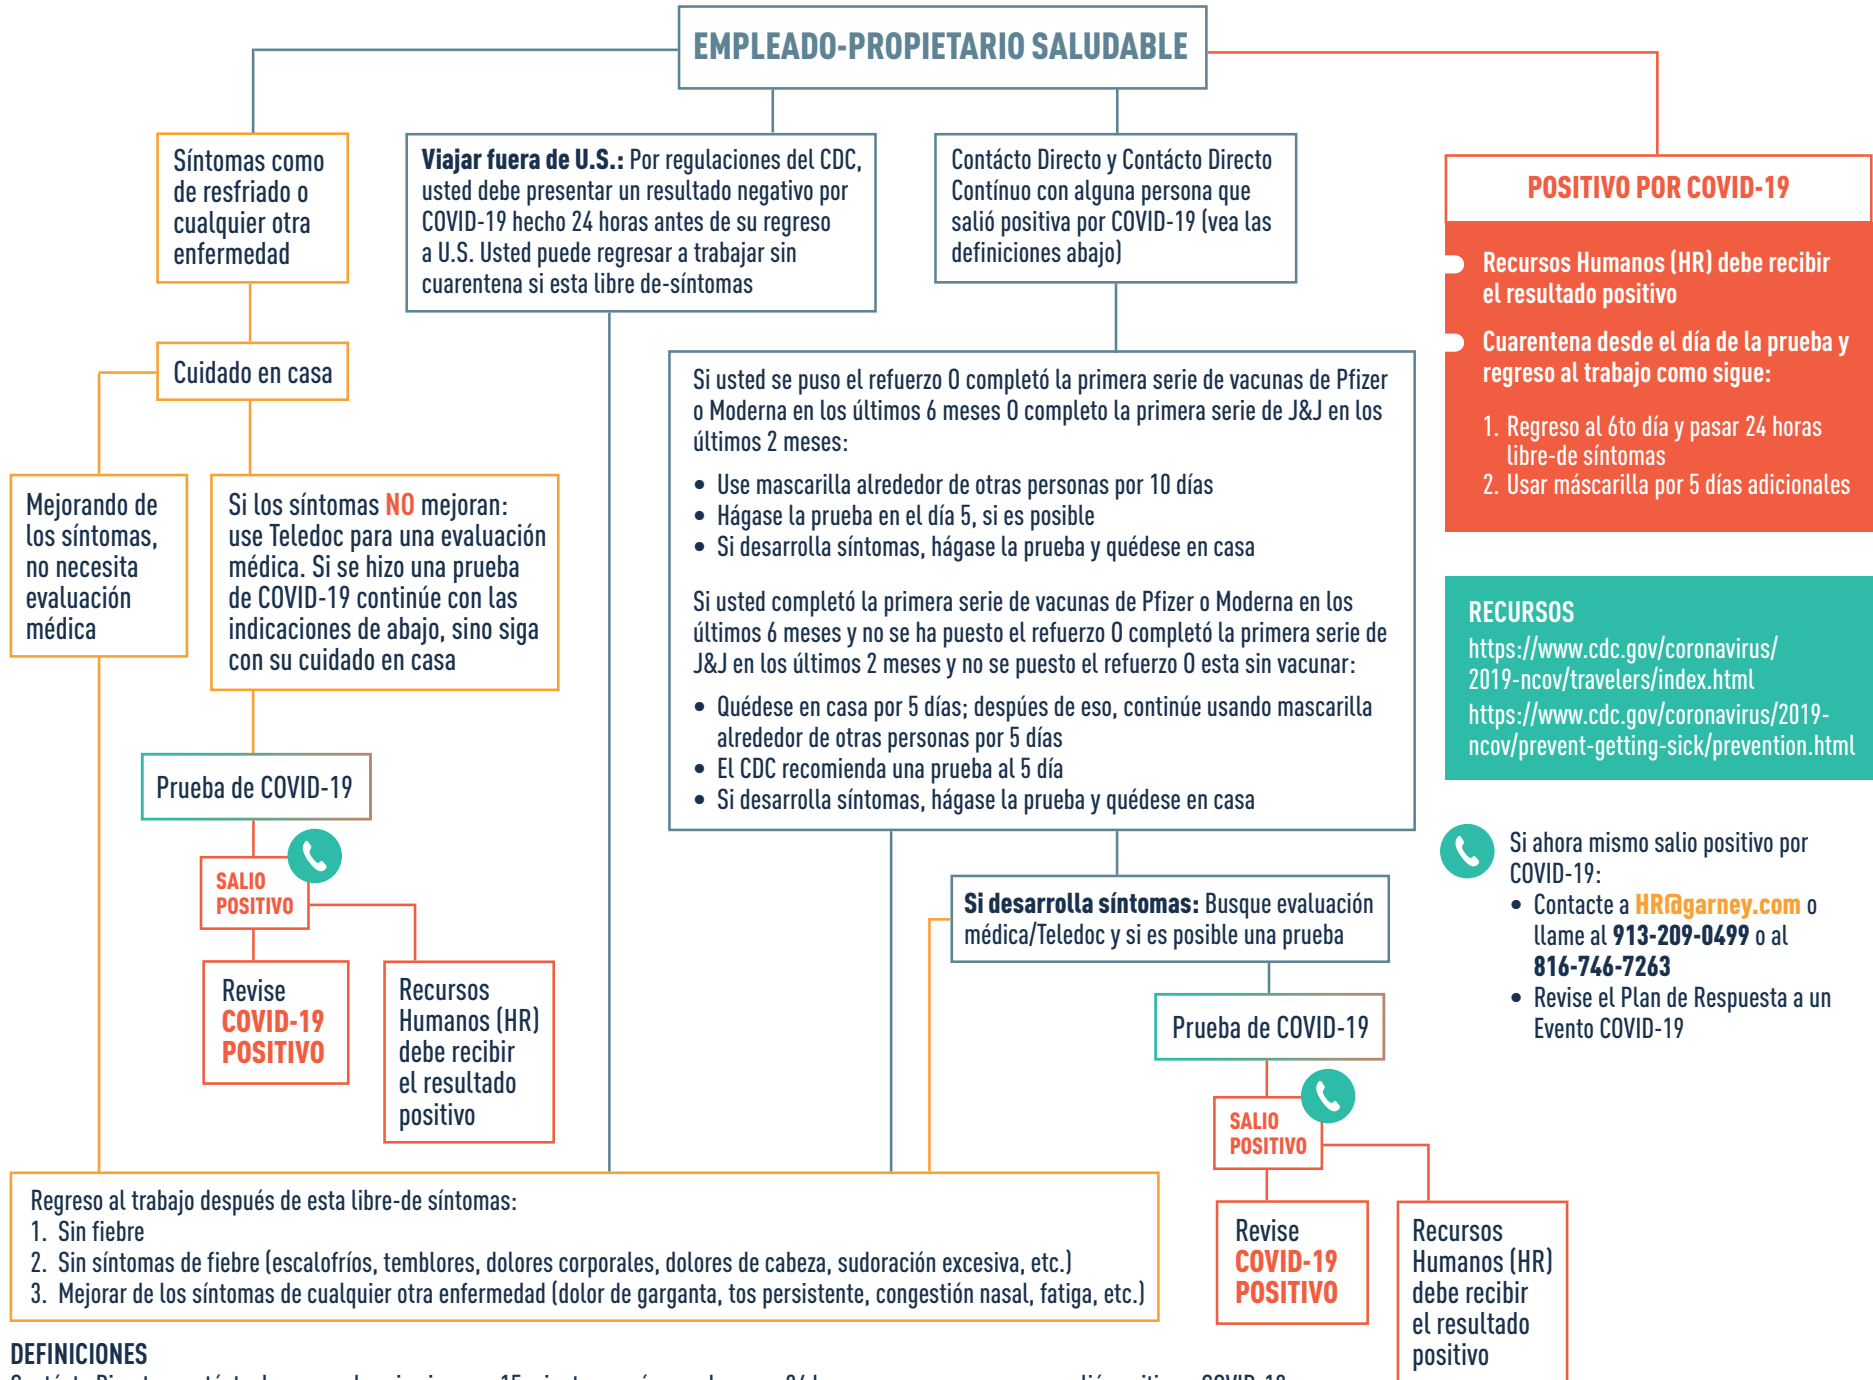 EMPLEADO-PROPIETARIO SALUDABLE
Síntomas como
de resfriado o
cualquier otra
enfermedad
Viajar fuera de U.S.: Por regulaciones del CDC,
usted debe presentar un resultado negativo por
COVID-19 hecho 24 horas antes de su regreso
a U.S. Usted puede regresar a trabajar sin
cuarentena si esta libre de-síntomas
Contácto Directo y Contácto Directo
Contínuo con alguna persona que
salió positiva por COVID-19 (vea las
definiciones abajo)
POSITIVO POR COVID-19
Recursos Humanos (HR) debe recibir
el resultado positivo
Cuarentena desde el día de la prueba y
regreso al trabajo como sigue:
1. Regreso al 6to día y pasar 24 horas
libre-de síntomas
2. Usar máscarilla por 5 días adicionales
Cuidado en casa
Mejorando de
los síntomas,
no necesita
evaluación
médica
Si los síntomas NO mejoran:
use Teledoc para una evaluación
médica. Si se hizo una prueba
de COVID-19 continúe con las
indicaciones de abajo, sino siga
con su cuidado en casa
Si usted se puso el refuerzo O completó la primera serie de vacunas de Pfizer
o Moderna en los últimos 6 meses O completo la primera serie de J&J en los
últimos 2 meses:
• Use mascarilla alrededor de otras personas por 10 días
• Hágase la prueba en el día 5, si es posible
• Si desarrolla síntomas, hágase la prueba y quédese en casa
Si usted completó la primera serie de vacunas de Pfizer o Moderna en los
últimos 6 meses y no se ha puesto el refuerzo O completó la primera serie de
J&J en los últimos 2 meses y no se puesto el refuerzo O esta sin vacunar:
• Quédese en casa por 5 días; despúes de eso, continúe usando mascarilla
alrededor de otras personas por 5 días
• El CDC recomienda una prueba al 5 día
• Si desarrolla síntomas, hágase la prueba y quédese en casa
RECURSOS
https://www.cdc.gov/coronavirus/
2019-ncov/travelers/index.html
https://www.cdc.gov/coronavirus/2019-
ncov/prevent-getting-sick/prevention.html
Prueba de COVID-19
SALIO
POSITIVO
Revise
COVID-19
POSITIVO
Recursos
Humanos (HR)
debe recibir
el resultado
positivo
Si ahora mismo salio positivo por
COVID-19:
• Contacte a HR@garney.com o
llame al 913-209-0499 o al
816-746-7263
• Revise el Plan de Respuesta a un
Evento COVID-19
Si desarrolla síntomas: Busque evaluación
médica/Teledoc y si es posible una prueba
Prueba de COVID-19
SALIO
POSITIVO
Revise
COVID-19
POSITIVO
Recursos
Humanos (HR)
debe recibir
el resultado
positivo
Regreso al trabajo después de esta libre-de síntomas:
1. Sin fiebre
2. Sin síntomas de fiebre (escalofríos, temblores, dolores corporales, dolores de cabeza, sudoración excesiva, etc.)
3. Mejorar de los síntomas de cualquier otra enfermedad (dolor de garganta, tos persistente, congestión nasal, fatiga, etc.)
DEFINICIONES